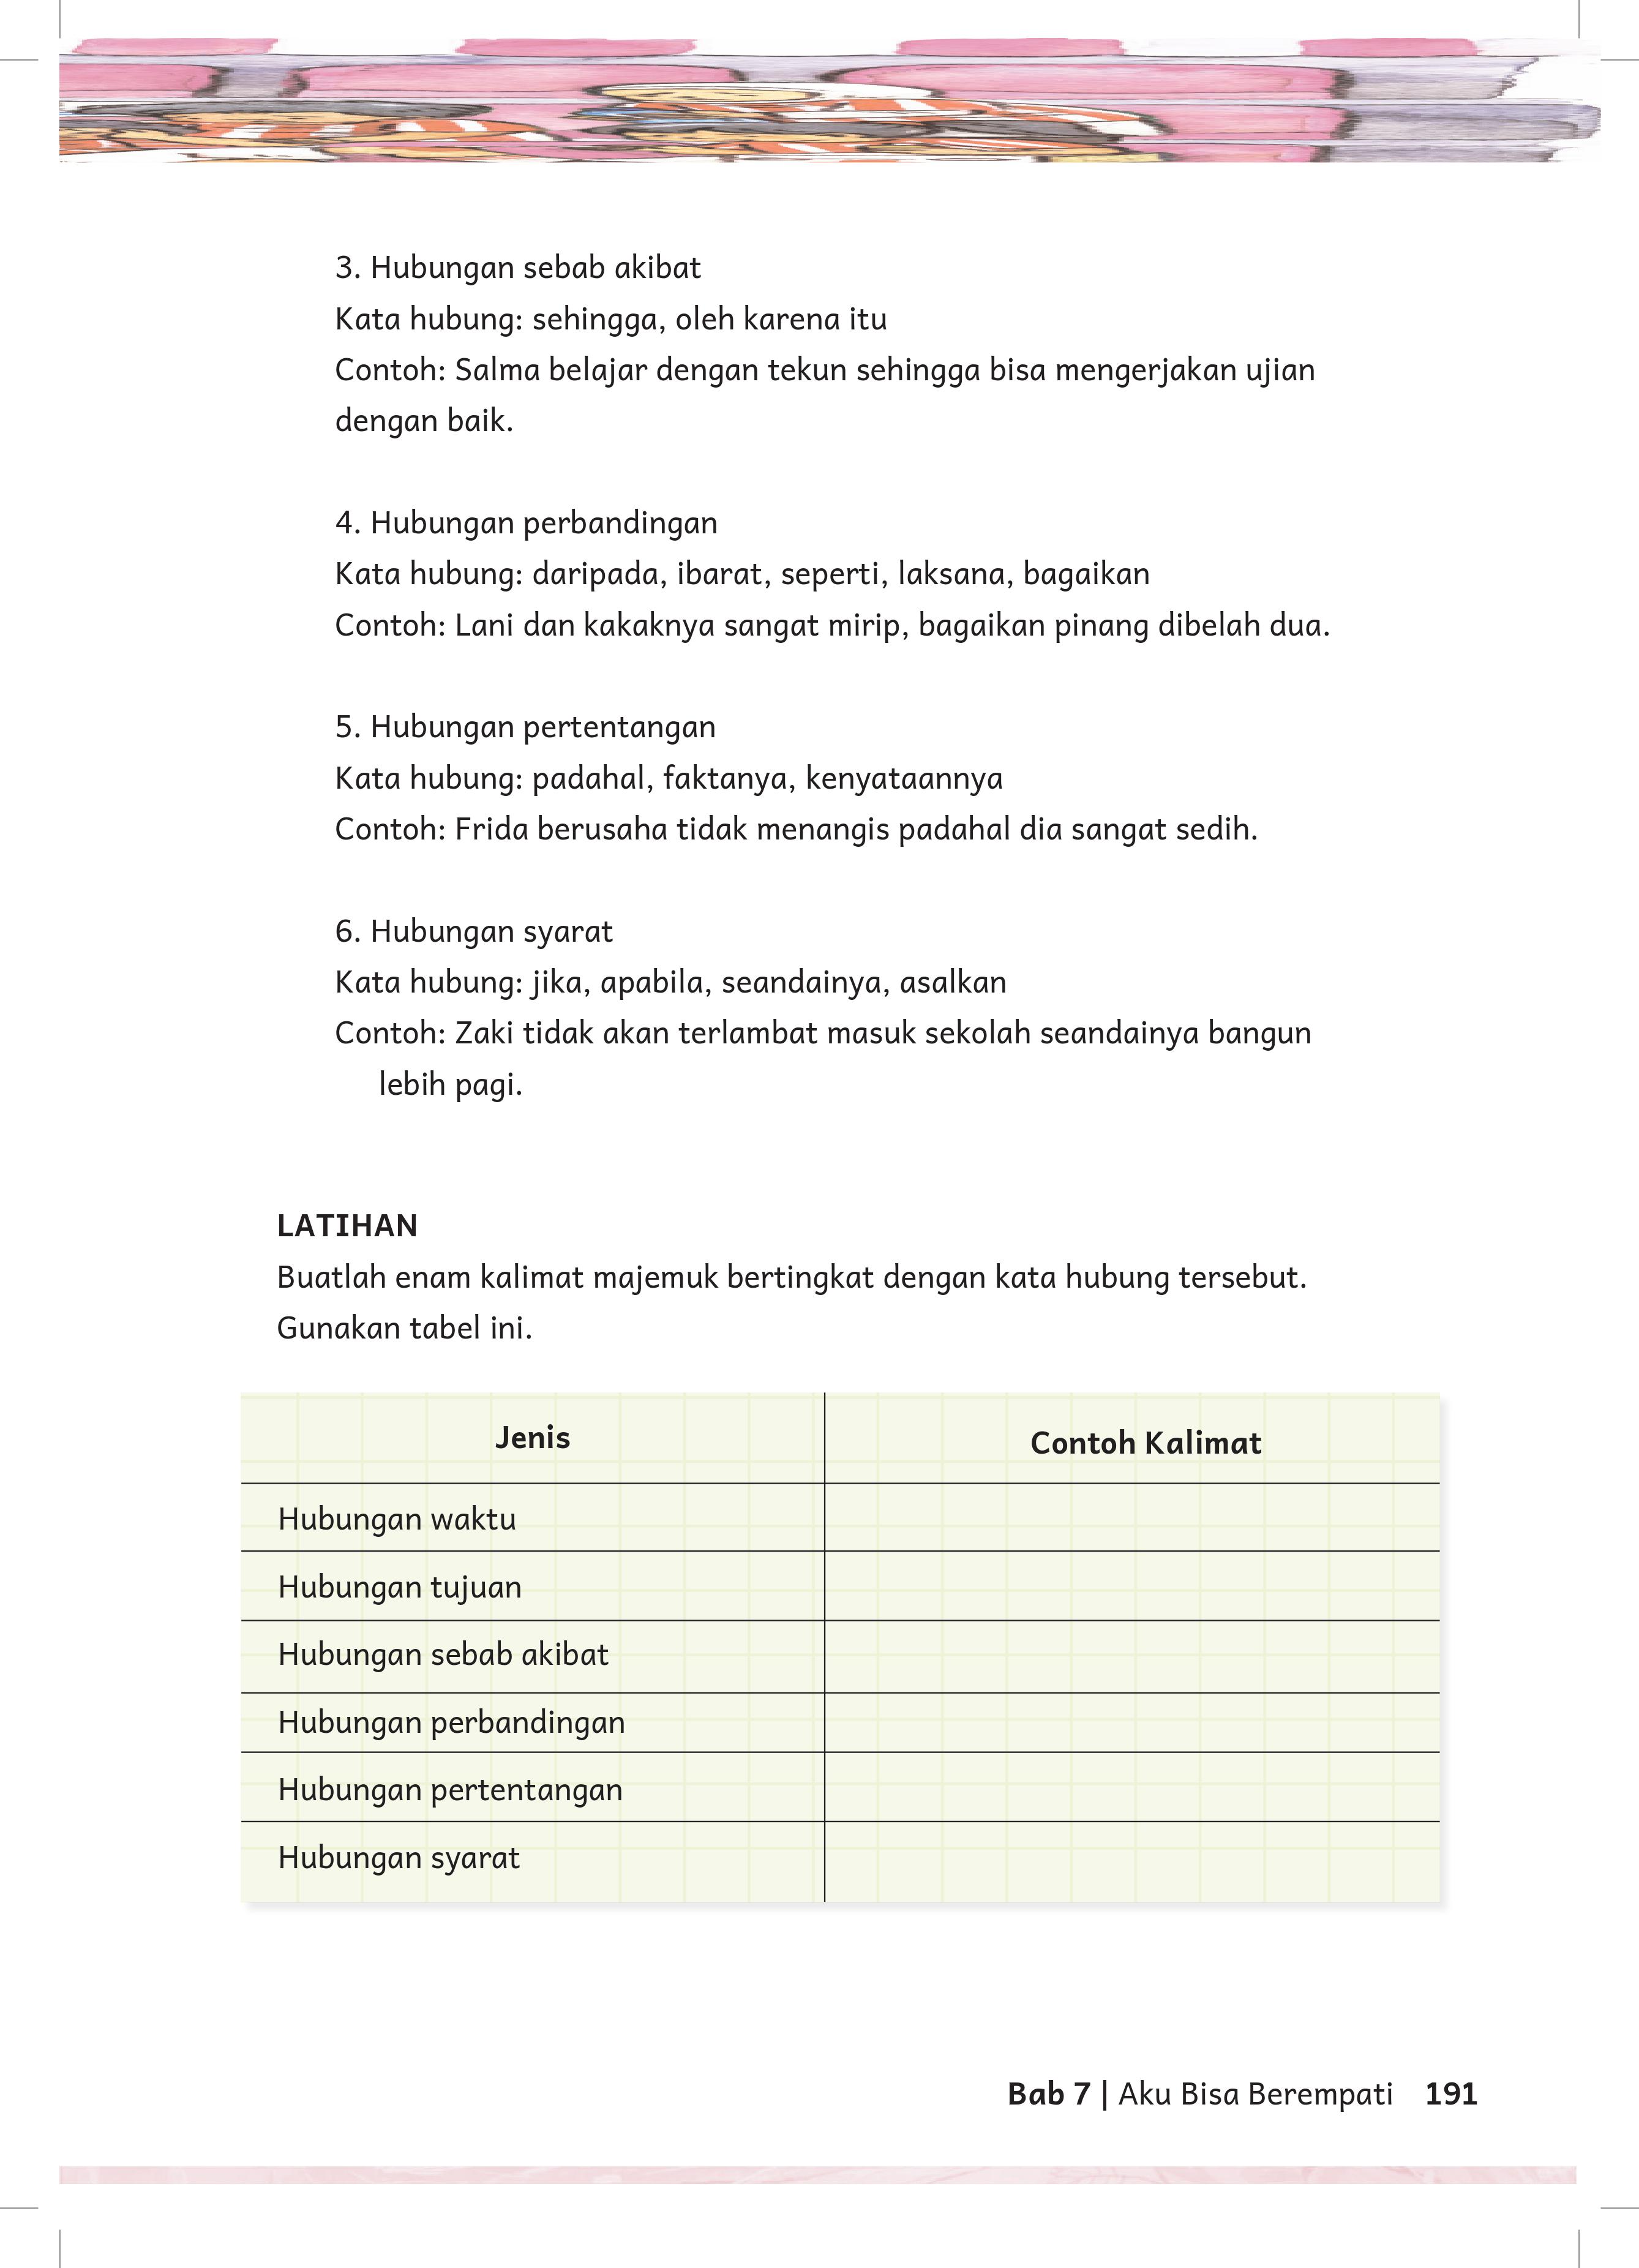 3. Hubungan sebab akibat
Kata hubung: sehingga, oleh karena itu
Contoh: Salma belajar dengan tekun sehingga bisa mengerjakan ujian
dengan baik.
4. Hubungan perbandingan
Kata hubung: daripada, ibarat, seperti, laksana, bagaikan
Contoh: Lani dan kakaknya sangat mirip, bagaikan pinang dibelah dua.
5. Hubungan pertentangan
Kata hubung: padahal, faktanya, kenyataannya
Contoh: Frida berusaha tidak menangis padahal dia sangat sedih.
6. Hubungan syarat
Kata hubung: jika, apabila, seandainya, asalkan
Contoh: Zaki tidak akan terlambat masuk sekolah seandainya bangun
lebih pagi.
LATIHAN
Buatlah enam kalimat majemuk bertingkat dengan kata hubung tersebut.
Gunakan tabel ini.
Jenis Contoh Kalimat
Hubungan waktu
Hubungan tujuan
Hubungan sebab akibat
Hubungan perbandingan
Hubungan pertentangan
Hubungan syarat
Bab 7 | Aku Bisa Berempati 191